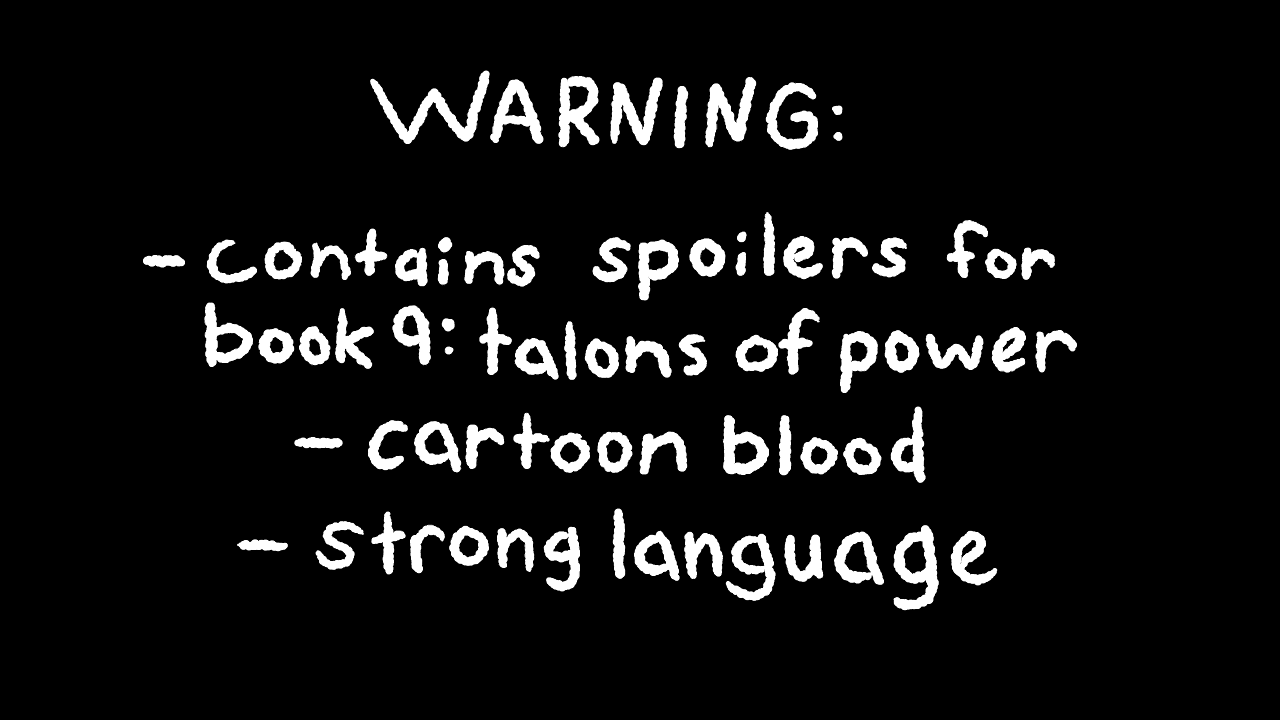 WARNING:
- contains spoilers for
book 9: talons of power
- cartoon blood
- strong language